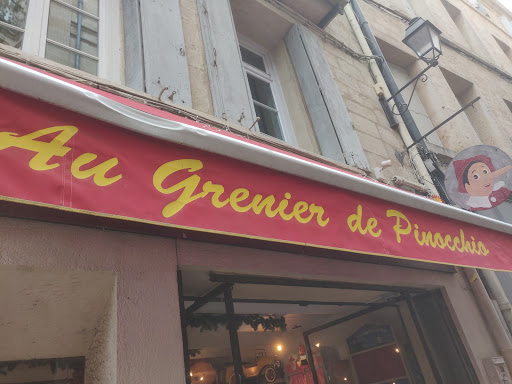 Au Grenier de Pinocchio